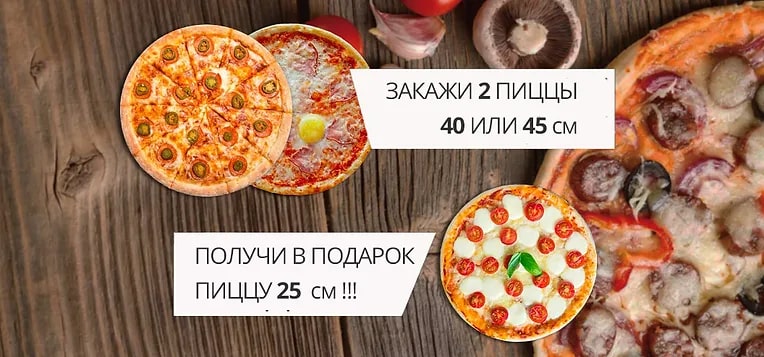 ЗАКАЖИ 2 ПИЦЦЫ
40 ИЛИ 45 см
ПОЛУЧИ В ПОДАРОК
ПИЦЦУ 25 см !!!